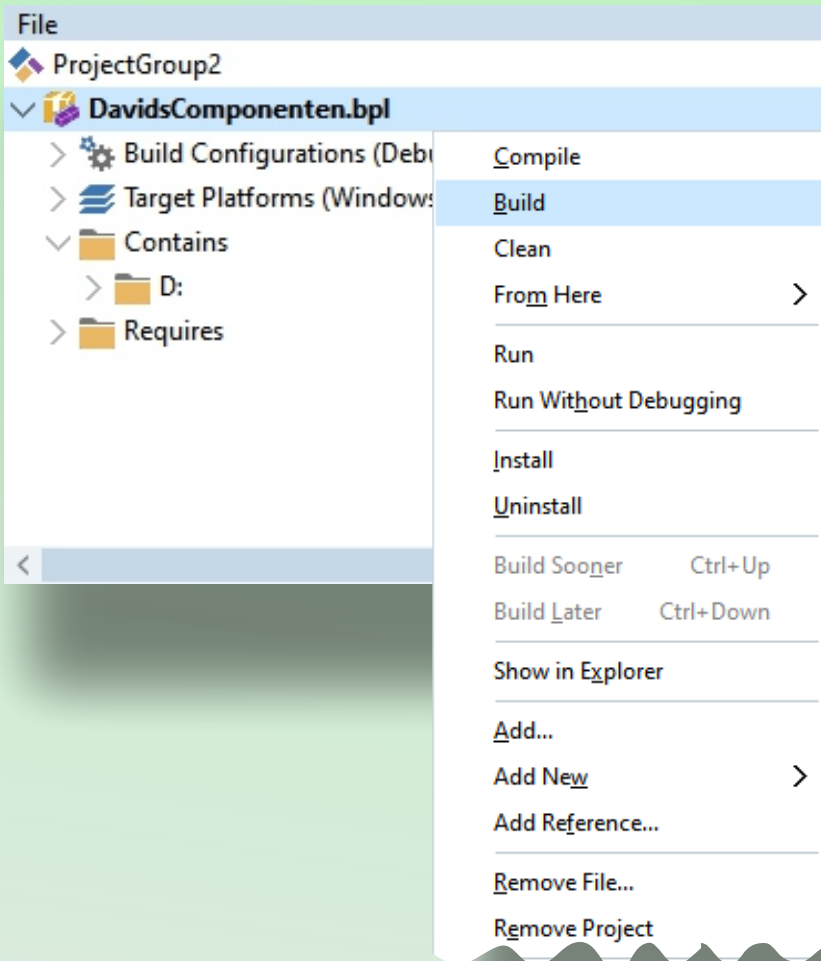 File
ProjectGroup2
DavidsComponenten.bpl
Build Configurations (Deb
Target Platforms (Windows
Contains
D:
Requires
Compile
Build
Clean
From Here
Run
Run Without Debugging
Install
Uninstall
Build Sooner Ctrl+Up
Build Later Ctrl+Down
Show in Explorer
Add...
Add New
Add Reference...
Remove File...
Remove Project